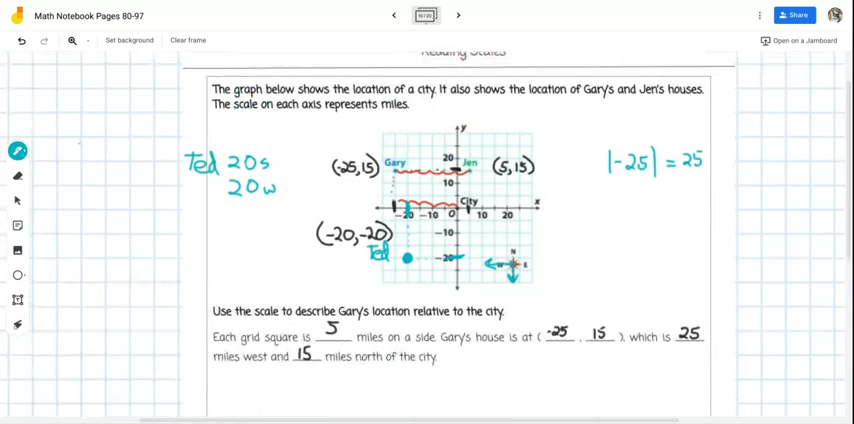 Math Notebook Pages 80-97
10 / 20
Share
Set background
Clear frame
Open on a Jamboard
Reading Scales
The graph below shows the location of a city. It also shows the location of Gary's and Jen's houses.
The scale on each axis represents miles.
Ted 20s
20w
(-25,15)
Gary
Jen
(5,15)
|-25| = 25
y
20
10
City
x
-20
-10
0
10
20
(-20,-20)
Ted
-10
-20
N
W
E
Use the scale to describe Gary's location relative to the city.
Each grid square is 5 miles on a side. Gary's house is at ( -25 , 15 ), which is 25
miles west and 15 miles north of the city.